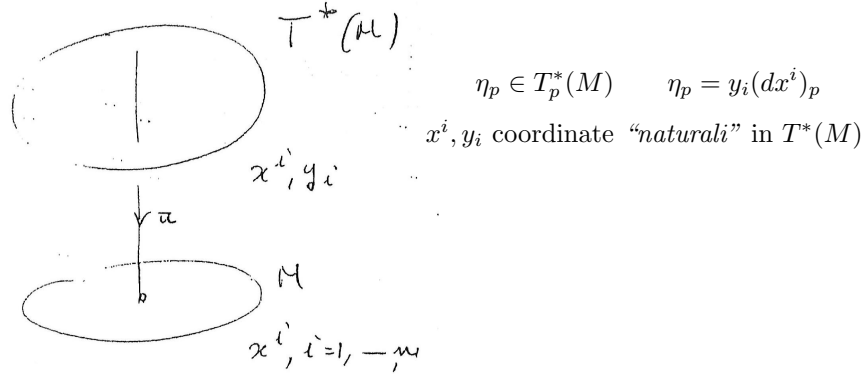 T*(M)
η_p ∈ T*_p(M) η_p = y_i(dx^i)_p
x^i, y_i coordinate “naturali” in T*(M)
x^i, y_i
π
M
p
x^i, i=1, — n